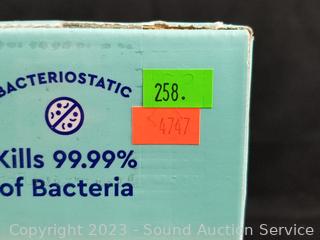 BACTERIOSTATIC
258.
4747
Kills 99.99%
of Bacteria
Copyright 2023 - Sound Auction Service